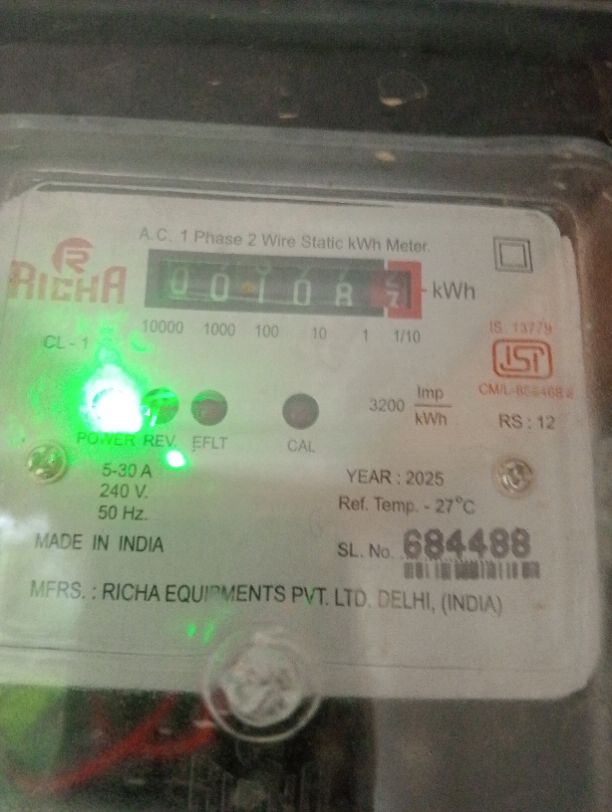 A.C. 1 Phase 2 Wire Static kWh Meter.
R
RICHA
00108 kWh
10000 1000 100 10 1 1/10
CL - 1
IS: 13779
ISI
3200 Imp/kWh
RS : 12
POWER REV. EFLT CAL
5-30 A
240 V.
50 Hz.
YEAR : 2025
Ref. Temp. - 27°C
MADE IN INDIA
SL. No. 684488
MFRS. : RICHA EQUIPMENTS PVT. LTD. DELHI, (INDIA)